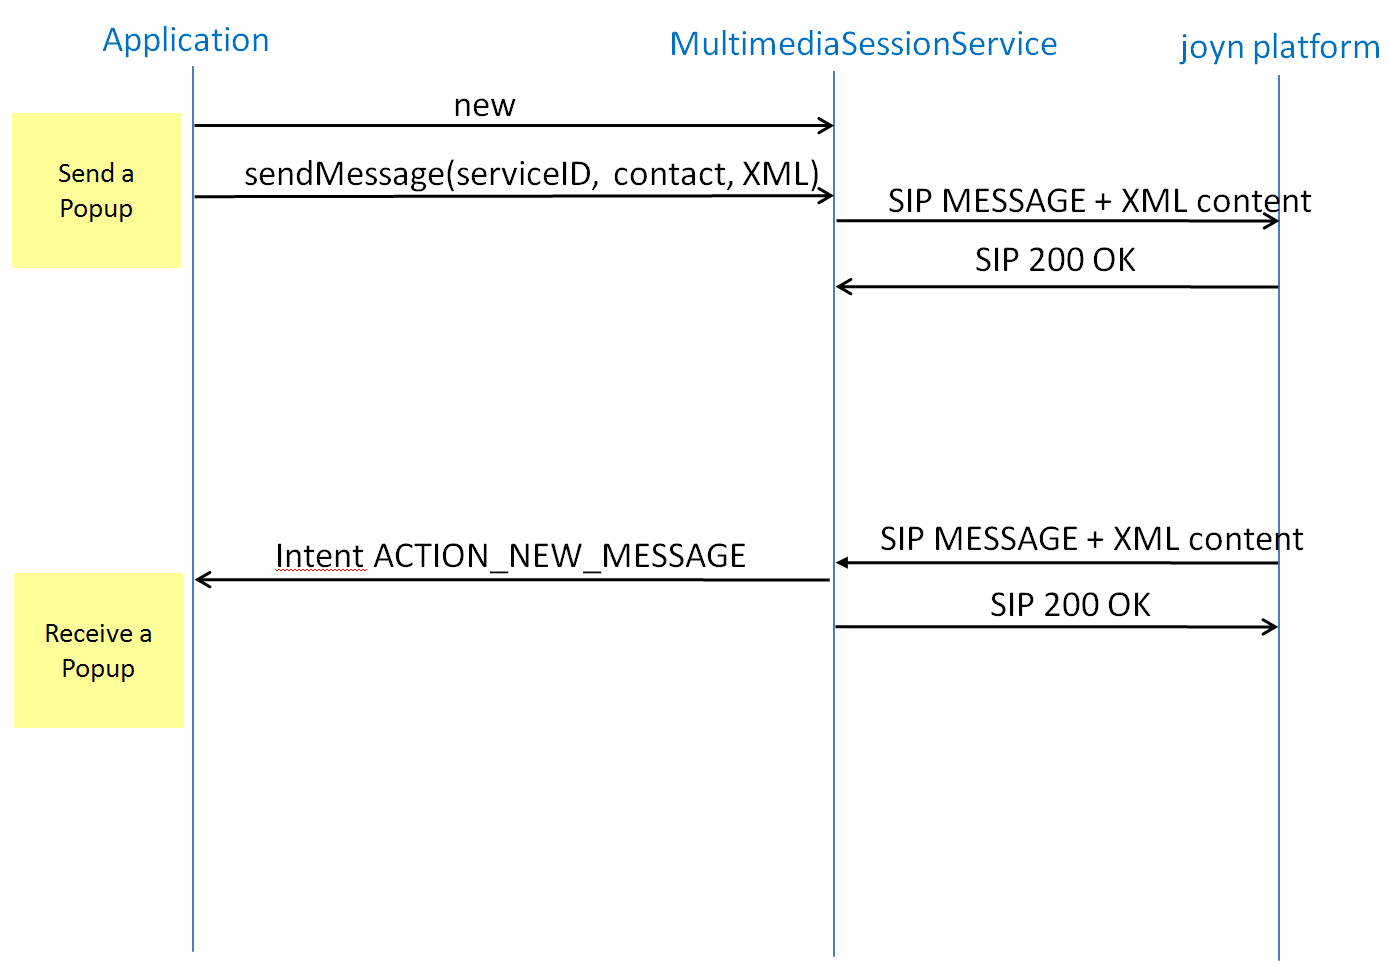 Application
MultimediaSessionService
joyn platform
new
Send a
Popup
sendMessage(serviceID, contact, XML)
SIP MESSAGE + XML content
SIP 200 OK
SIP MESSAGE + XML content
Intent ACTION_NEW_MESSAGE
SIP 200 OK
Receive a
Popup